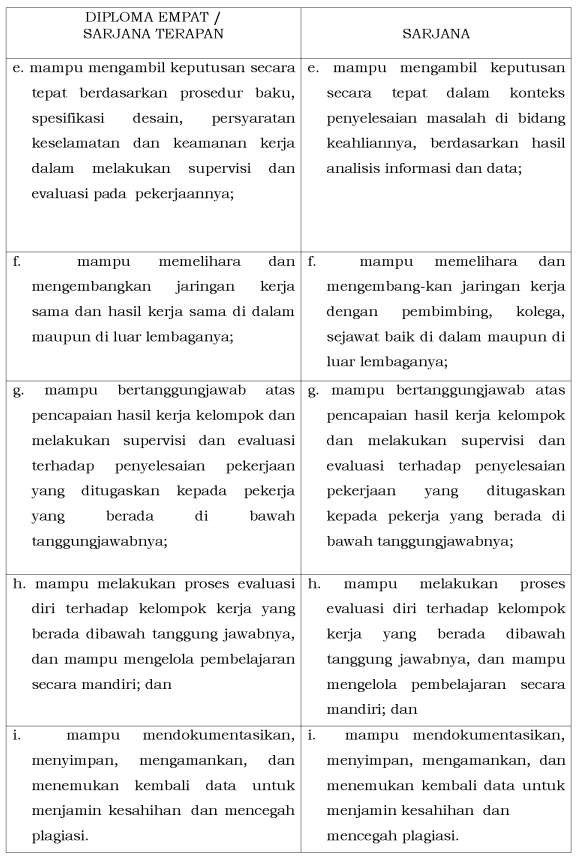 DIPLOMA EMPAT /
SARJANA TERAPAN
SARJANA
e. mampu mengambil keputusan secara
tepat berdasarkan prosedur baku,
spesifikasi desain, persyaratan
keselamatan dan keamanan kerja
dalam melakukan supervisi dan
evaluasi pada pekerjaannya;
e. mampu mengambil keputusan
secara tepat dalam konteks
penyelesaian masalah di bidang
keahliannya, berdasarkan hasil
analisis informasi dan data;
f. mampu memelihara dan
mengembangkan jaringan kerja
sama dan hasil kerja sama di dalam
maupun di luar lembaganya;
f. mampu memelihara dan
mengembang-kan jaringan kerja
dengan pembimbing, kolega,
sejawat baik di dalam maupun di
luar lembaganya;
g. mampu bertanggungjawab atas
pencapaian hasil kerja kelompok dan
melakukan supervisi dan evaluasi
terhadap penyelesaian pekerjaan
yang ditugaskan kepada pekerja
yang berada di bawah
tanggungjawabnya;
g. mampu bertanggungjawab atas
pencapaian hasil kerja kelompok
dan melakukan supervisi dan
evaluasi terhadap penyelesaian
pekerjaan yang ditugaskan
kepada pekerja yang berada di
bawah tanggungjawabnya;
h. mampu melakukan proses evaluasi
diri terhadap kelompok kerja yang
berada dibawah tanggung jawabnya,
dan mampu mengelola pembelajaran
secara mandiri; dan
h. mampu melakukan proses
evaluasi diri terhadap kelompok
kerja yang berada dibawah
tanggung jawabnya, dan mampu
mengelola pembelajaran secara
mandiri; dan
i. mampu mendokumentasikan,
menyimpan, mengamankan, dan
menemukan kembali data untuk
menjamin kesahihan dan mencegah
plagiasi.
i. mampu mendokumentasikan,
menyimpan, mengamankan, dan
menemukan kembali data untuk
menjamin kesahihan dan
mencegah plagiasi.